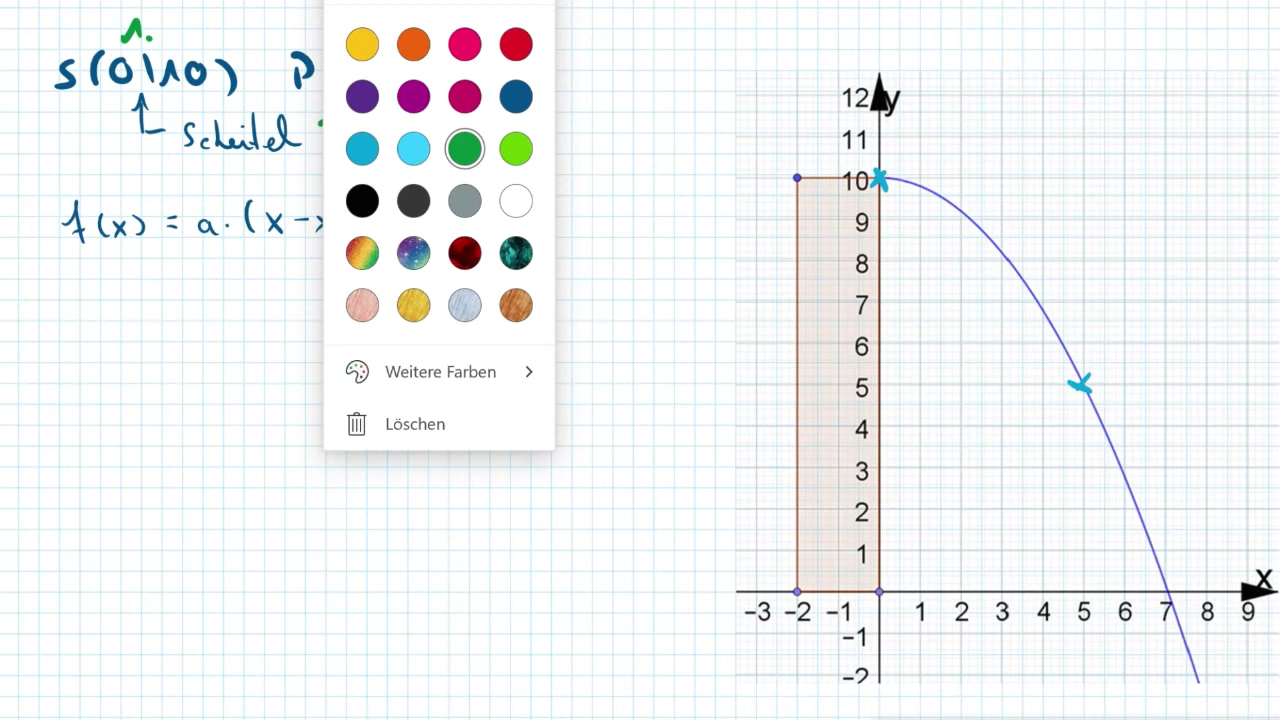 1.
S(0|10) P
Scheitel
f(x) = a·(x-x
Weitere Farben
Löschen
y
12
11
10
9
8
7
6
5
4
3
2
1
x
-3 -2 -1 1 2 3 4 5 6 7 8 9
-1
-2